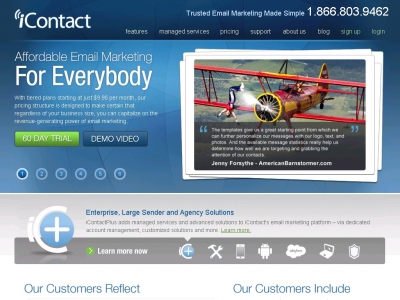 iContact
Trusted Email Marketing Made Simple 1.866.803.9462
features managed services pricing support about us blog sign up login
Affordable Email Marketing
For Everybody
With tiered plans starting at just $9.95 per month, our
pricing structure is designed to make certain that
regardless of your business size, you can capitalize on the
revenue-generating power of email marketing.
60 DAY TRIAL DEMO VIDEO
1 2 3 4 5 6
The templates give us a great starting point from which we
can further personalize our messages with our logo, text, and
photos. And the available message statistics really help us
determine how well we are targeting and grabbing the
attention of our contacts.
Jenny Forsythe - AmericanBarnstormer.com
Enterprise, Large Sender and Agency Solutions
iContactPlus adds managed services and advanced solutions to iContact's email marketing platform – via dedicated
account management, customized solutions and more. Learn more.
Learn more
Our Customers Reflect Our Customers Include